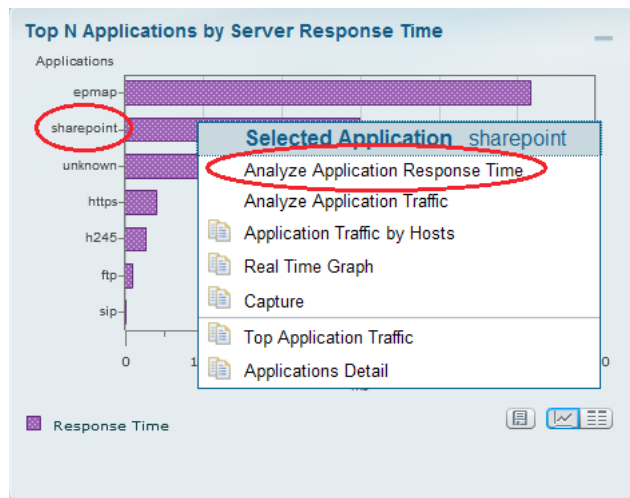 Top N Applications by Server Response Time
Applications
epmap
sharepoint
Selected Application sharepoint
unknown
Analyze Application Response Time
Analyze Application Traffic
https
Application Traffic by Hosts
h245
Real Time Graph
ftp
Capture
sip
Top Application Traffic
0 1 0
Applications Detail
Response Time